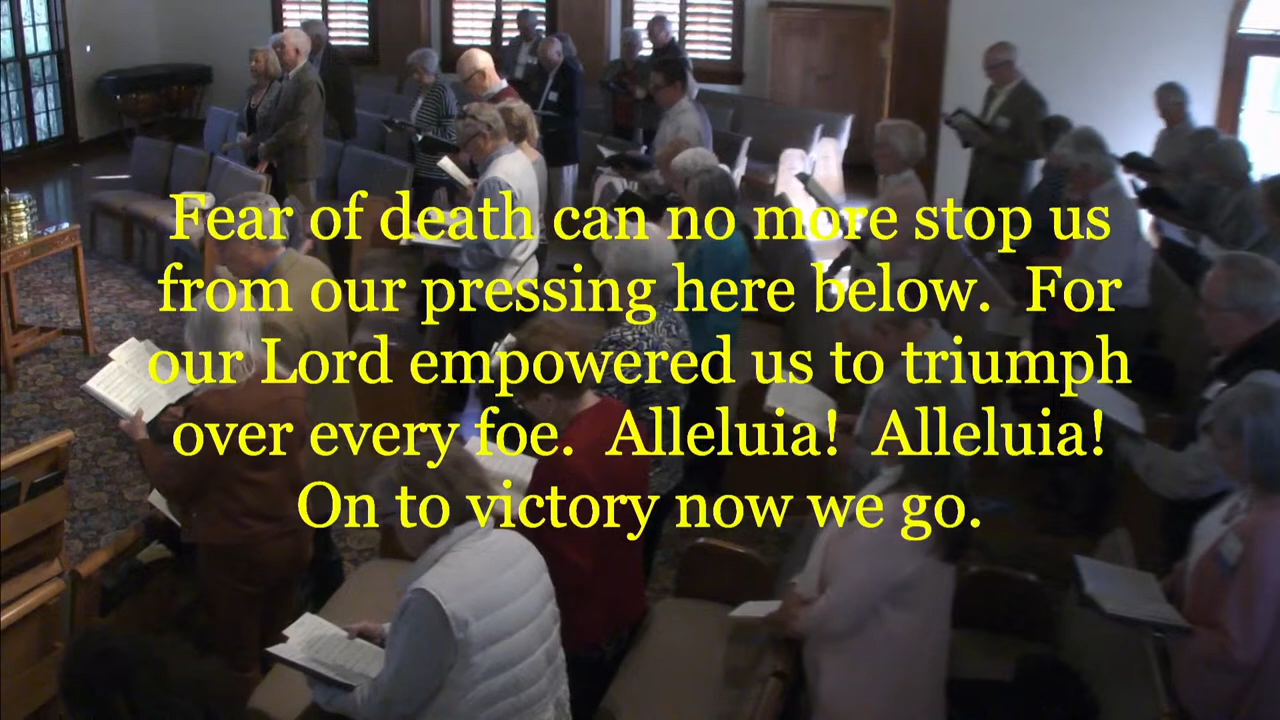 Fear of death can no more stop us
from our pressing here below.  For
our Lord empowered us to triumph
over every foe.  Alleluia!  Alleluia!
On to victory now we go.